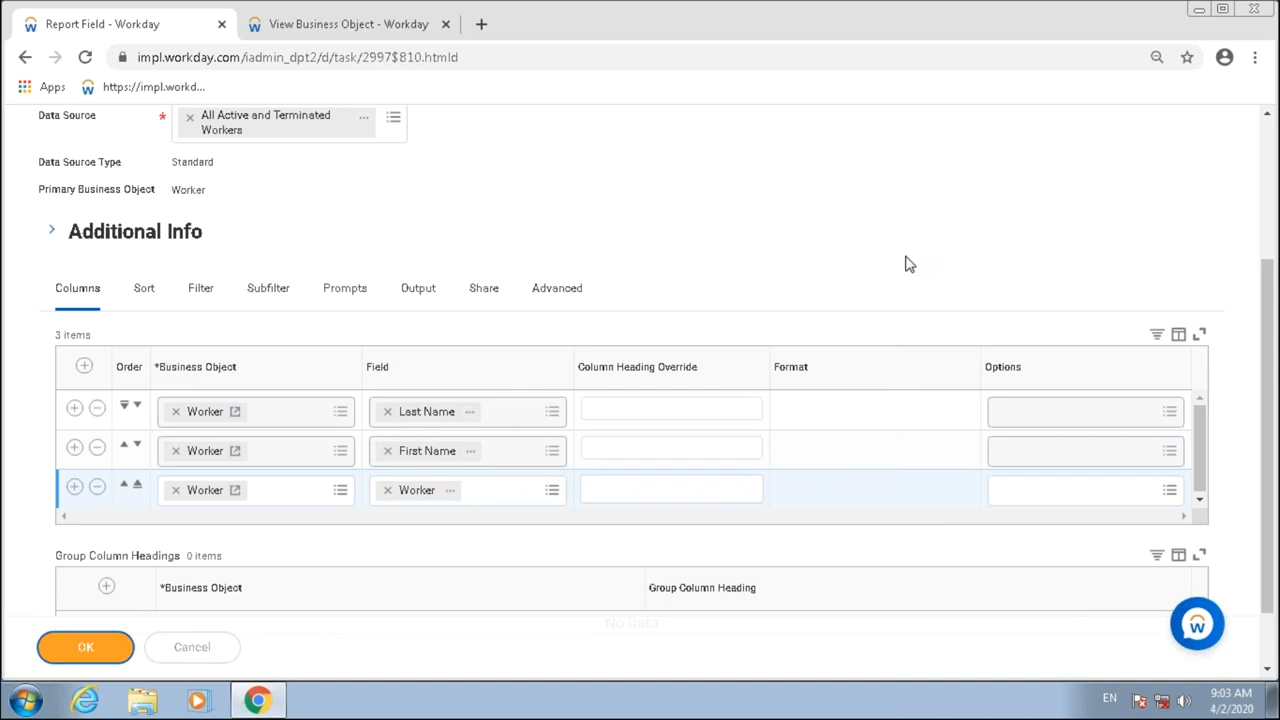 Report Field - Workday
View Business Object - Workday
impl.workday.com/iadmin_dpt2/d/task/2997$810.htmld
Apps
https://impl.workd...
Data Source * All Active and Terminated Workers
Data Source Type Standard
Primary Business Object Worker
Additional Info
Columns Sort Filter Subfilter Prompts Output Share Advanced
3 items
Order *Business Object Field Column Heading Override Format Options
Worker Last Name
Worker First Name
Worker Worker
Group Column Headings 0 items
*Business Object Group Column Heading
No Data
OK Cancel
EN 9:03 AM
4/2/2020